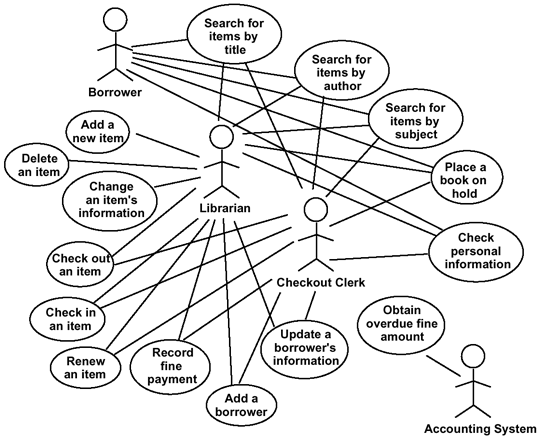 Search for
items by
title
Search for
items by
author
Borrower
Search for
items by
subject
Add a
new item
Delete
an item
Place a
book on
hold
Change
an item's
information
Librarian
Check
personal
information
Check out
an item
Checkout Clerk
Check in
an item
Obtain
overdue fine
amount
Update a
borrower's
information
Renew
an item
Record
fine
payment
Add a
borrower
Accounting System